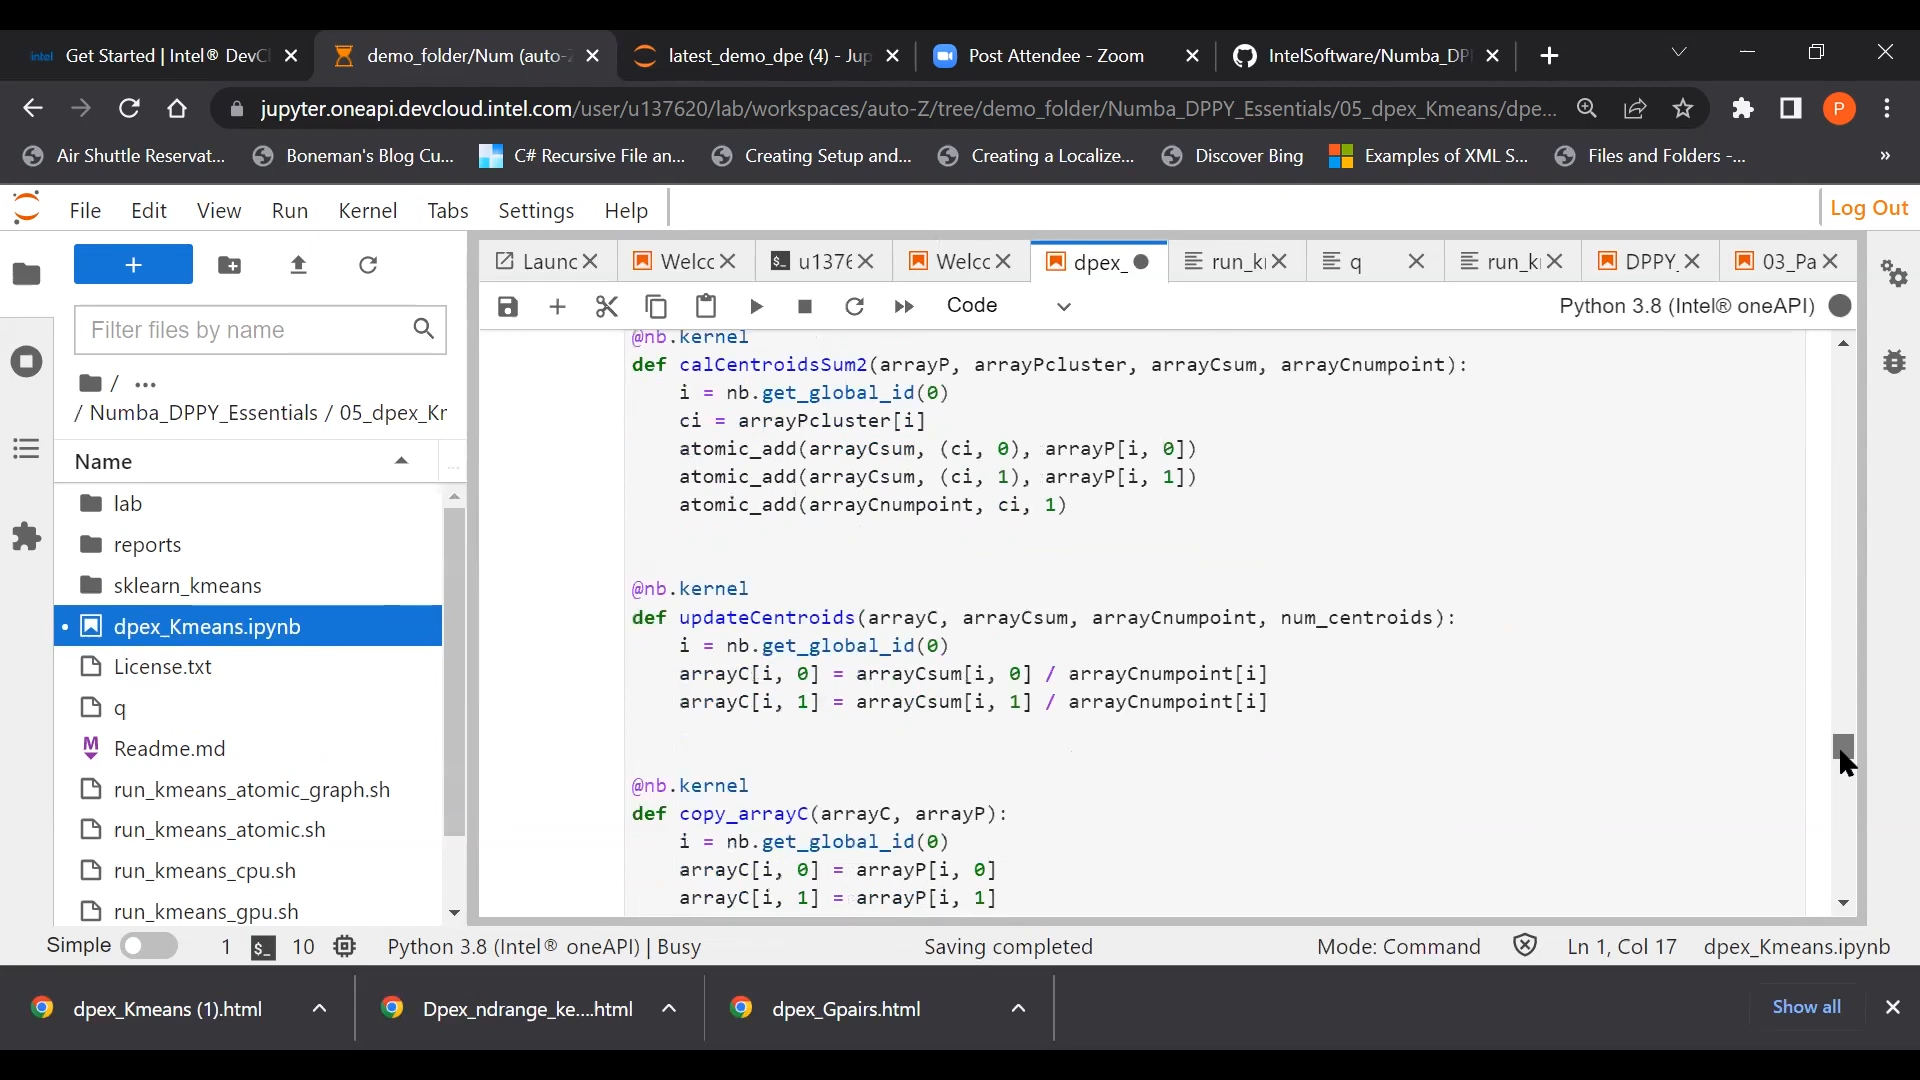 intel Get Started | Intel® DevCl
demo_folder/Num (auto-Z
latest_demo_dpe (4) - Jup
Post Attendee - Zoom
IntelSoftware/Numba_DPI
jupyter.oneapi.devcloud.intel.com/user/u137620/lab/workspaces/auto-Z/tree/demo_folder/Numba_DPPY_Essentials/05_dpex_Kmeans/dpe...
P
Air Shuttle Reservat...
Boneman's Blog Cu...
C# Recursive File an...
Creating Setup and...
Creating a Localize...
Discover Bing
Examples of XML S...
Files and Folders -...
»
File Edit View Run Kernel Tabs Settings Help
Log Out
Launc
Welcc
u1376
Welcc
dpex_
run_ki
q
run_ki
DPPY_
03_Pa
Code
Python 3.8 (Intel® oneAPI)
Filter files by name
/ ...
/ Numba_DPPY_Essentials / 05_dpex_Kr
Name
lab
reports
sklearn_kmeans
dpex_Kmeans.ipynb
License.txt
q
Readme.md
run_kmeans_atomic_graph.sh
run_kmeans_atomic.sh
run_kmeans_cpu.sh
run_kmeans_gpu.sh
@nb.kernel
def calCentroidsSum2(arrayP, arrayPcluster, arrayCsum, arrayCnumpoint):
i = nb.get_global_id(0)
ci = arrayPcluster[i]
atomic_add(arrayCsum, (ci, 0), arrayP[i, 0])
atomic_add(arrayCsum, (ci, 1), arrayP[i, 1])
atomic_add(arrayCnumpoint, ci, 1)
@nb.kernel
def updateCentroids(arrayC, arrayCsum, arrayCnumpoint, num_centroids):
i = nb.get_global_id(0)
arrayC[i, 0] = arrayCsum[i, 0] / arrayCnumpoint[i]
arrayC[i, 1] = arrayCsum[i, 1] / arrayCnumpoint[i]
@nb.kernel
def copy_arrayC(arrayC, arrayP):
i = nb.get_global_id(0)
arrayC[i, 0] = arrayP[i, 0]
arrayC[i, 1] = arrayP[i, 1]
Simple 1 $_ 10 Python 3.8 (Intel® oneAPI) | Busy
Saving completed
Mode: Command
Ln 1, Col 17
dpex_Kmeans.ipynb
dpex_Kmeans (1).html
Dpex_ndrange_ke....html
dpex_Gpairs.html
Show all